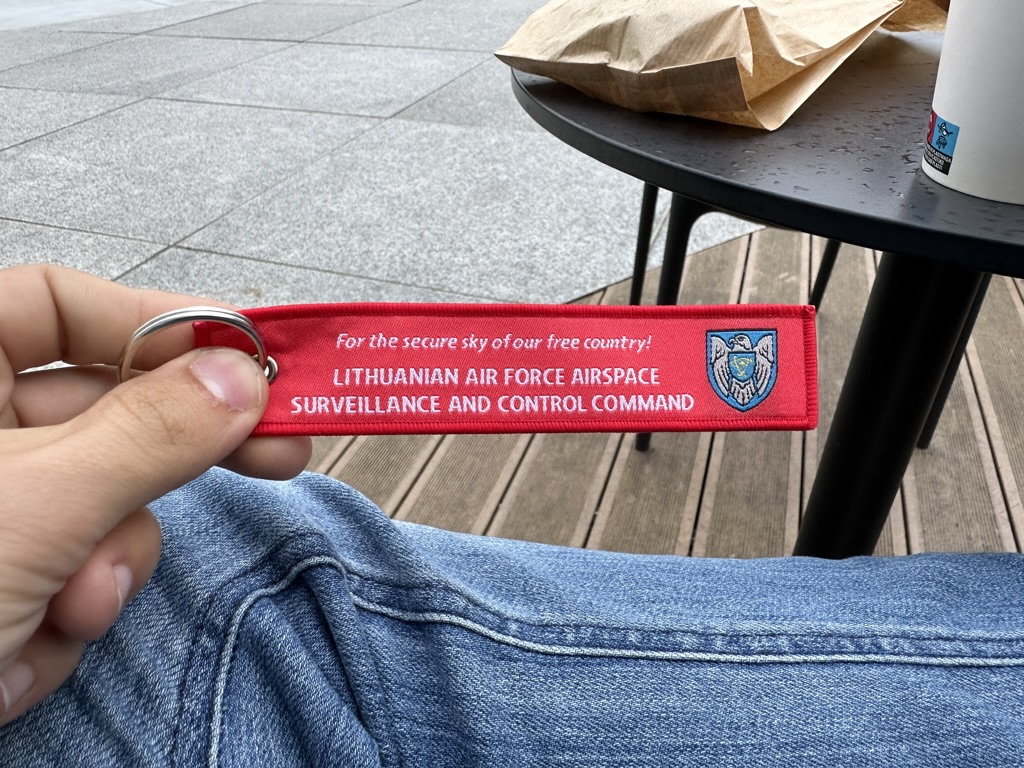 For the secure sky of our free country!
LITHUANIAN AIR FORCE AIRSPACE
SURVEILLANCE AND CONTROL COMMAND